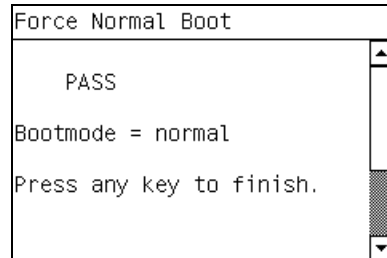 Force Normal Boot
PASS
Bootmode = normal
Press any key to finish.